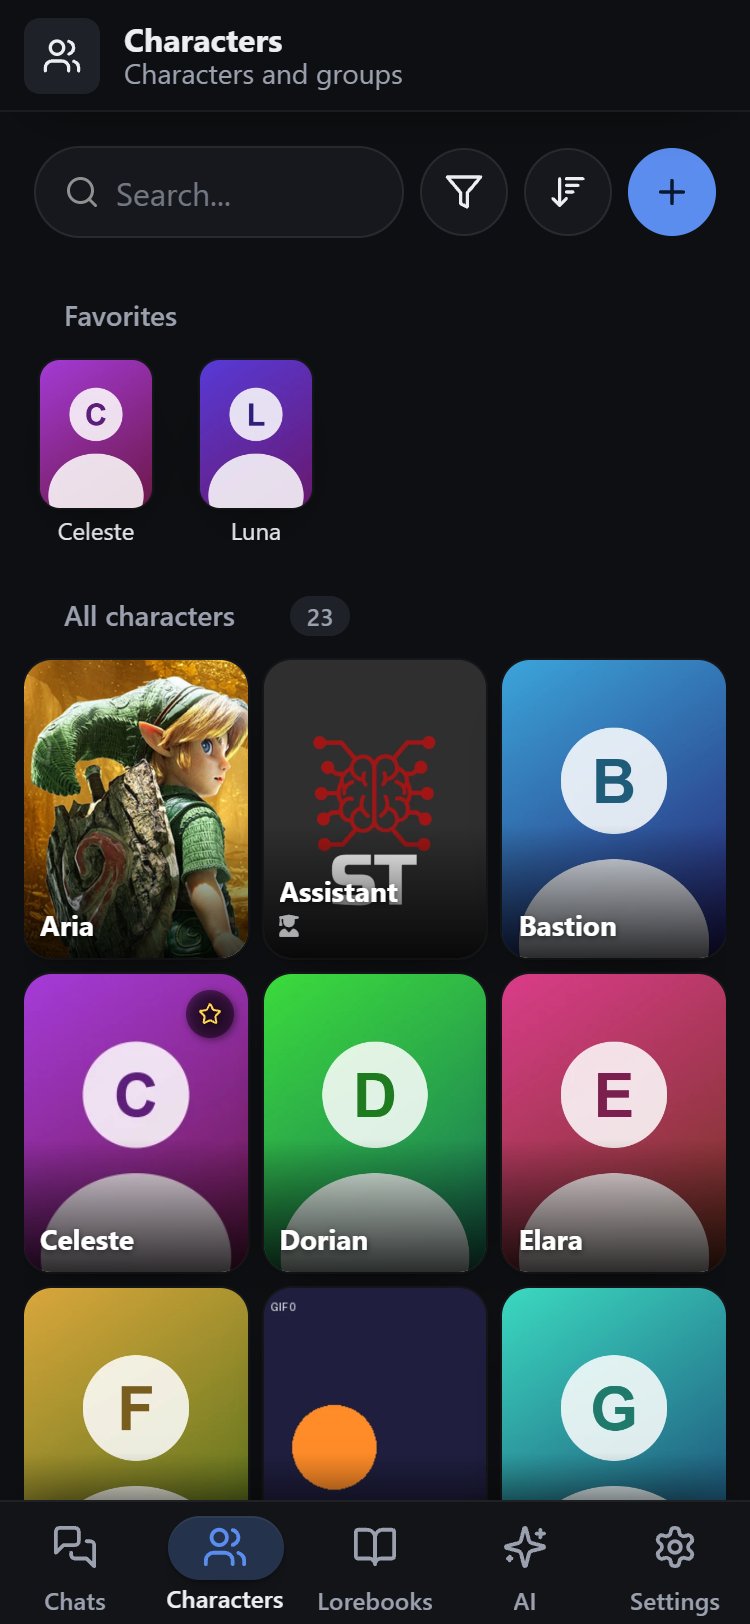 Characters
Characters and groups
Search...
Favorites
C
L
Celeste
Luna
All characters
23
ST
B
Aria
Assistant
Bastion
C
D
E
Celeste
Dorian
Elara
GIF0
F
G
Chats
Characters
Lorebooks
AI
Settings